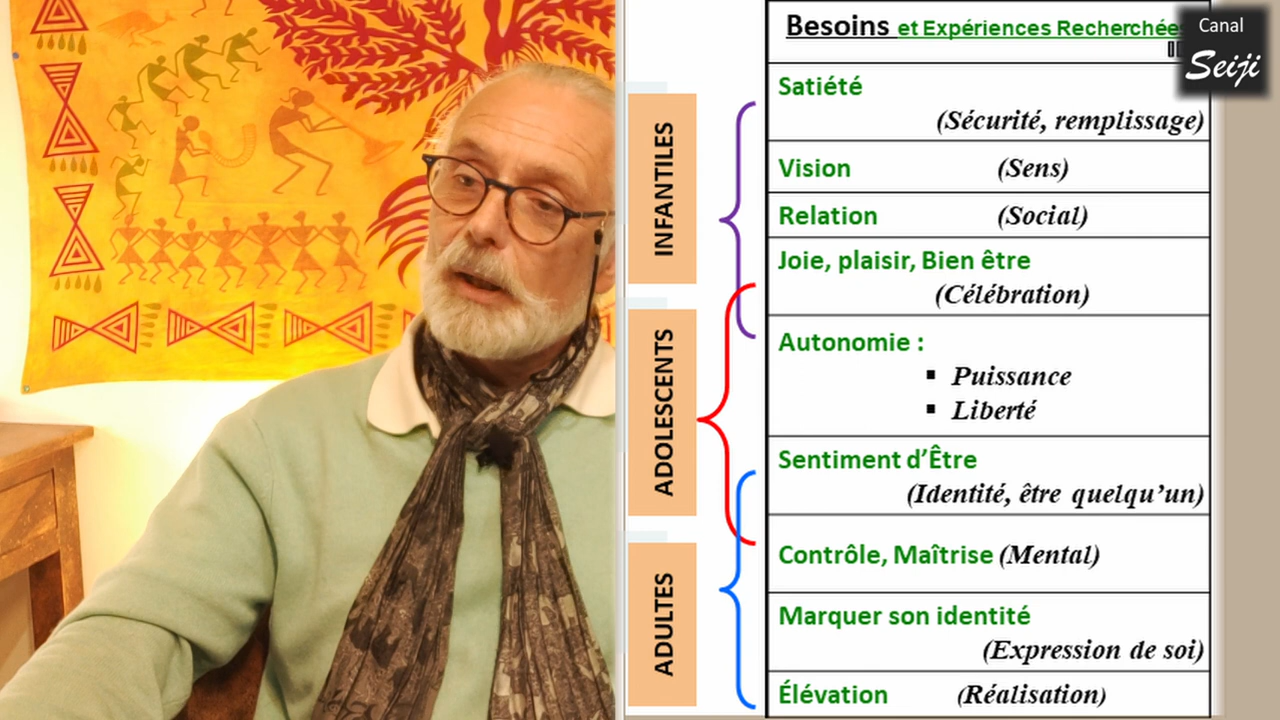 Besoins et Expériences Recherchée
Canal
Seiji
INFANTILES
Satiété
(Sécurité, remplissage)
Vision (Sens)
Relation (Social)
Joie, plaisir, Bien être
(Célébration)
ADOLESCENTS
Autonomie :
▪ Puissance
▪ Liberté
Sentiment d'Être
(Identité, être quelqu'un)
ADULTES
Contrôle, Maîtrise (Mental)
Marquer son identité
(Expression de soi)
Élévation (Réalisation)